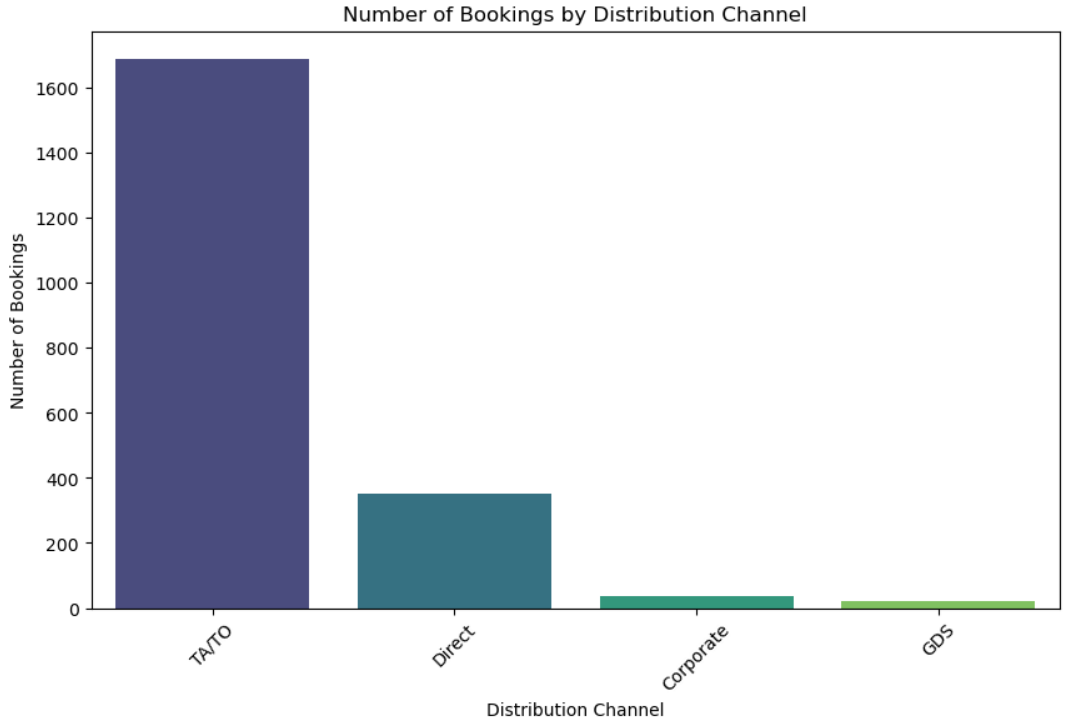 Number of Bookings by Distribution Channel
Number of Bookings
1600
1400
1200
1000
800
600
400
200
0
TA/TO
Direct
Corporate
GDS
Distribution Channel